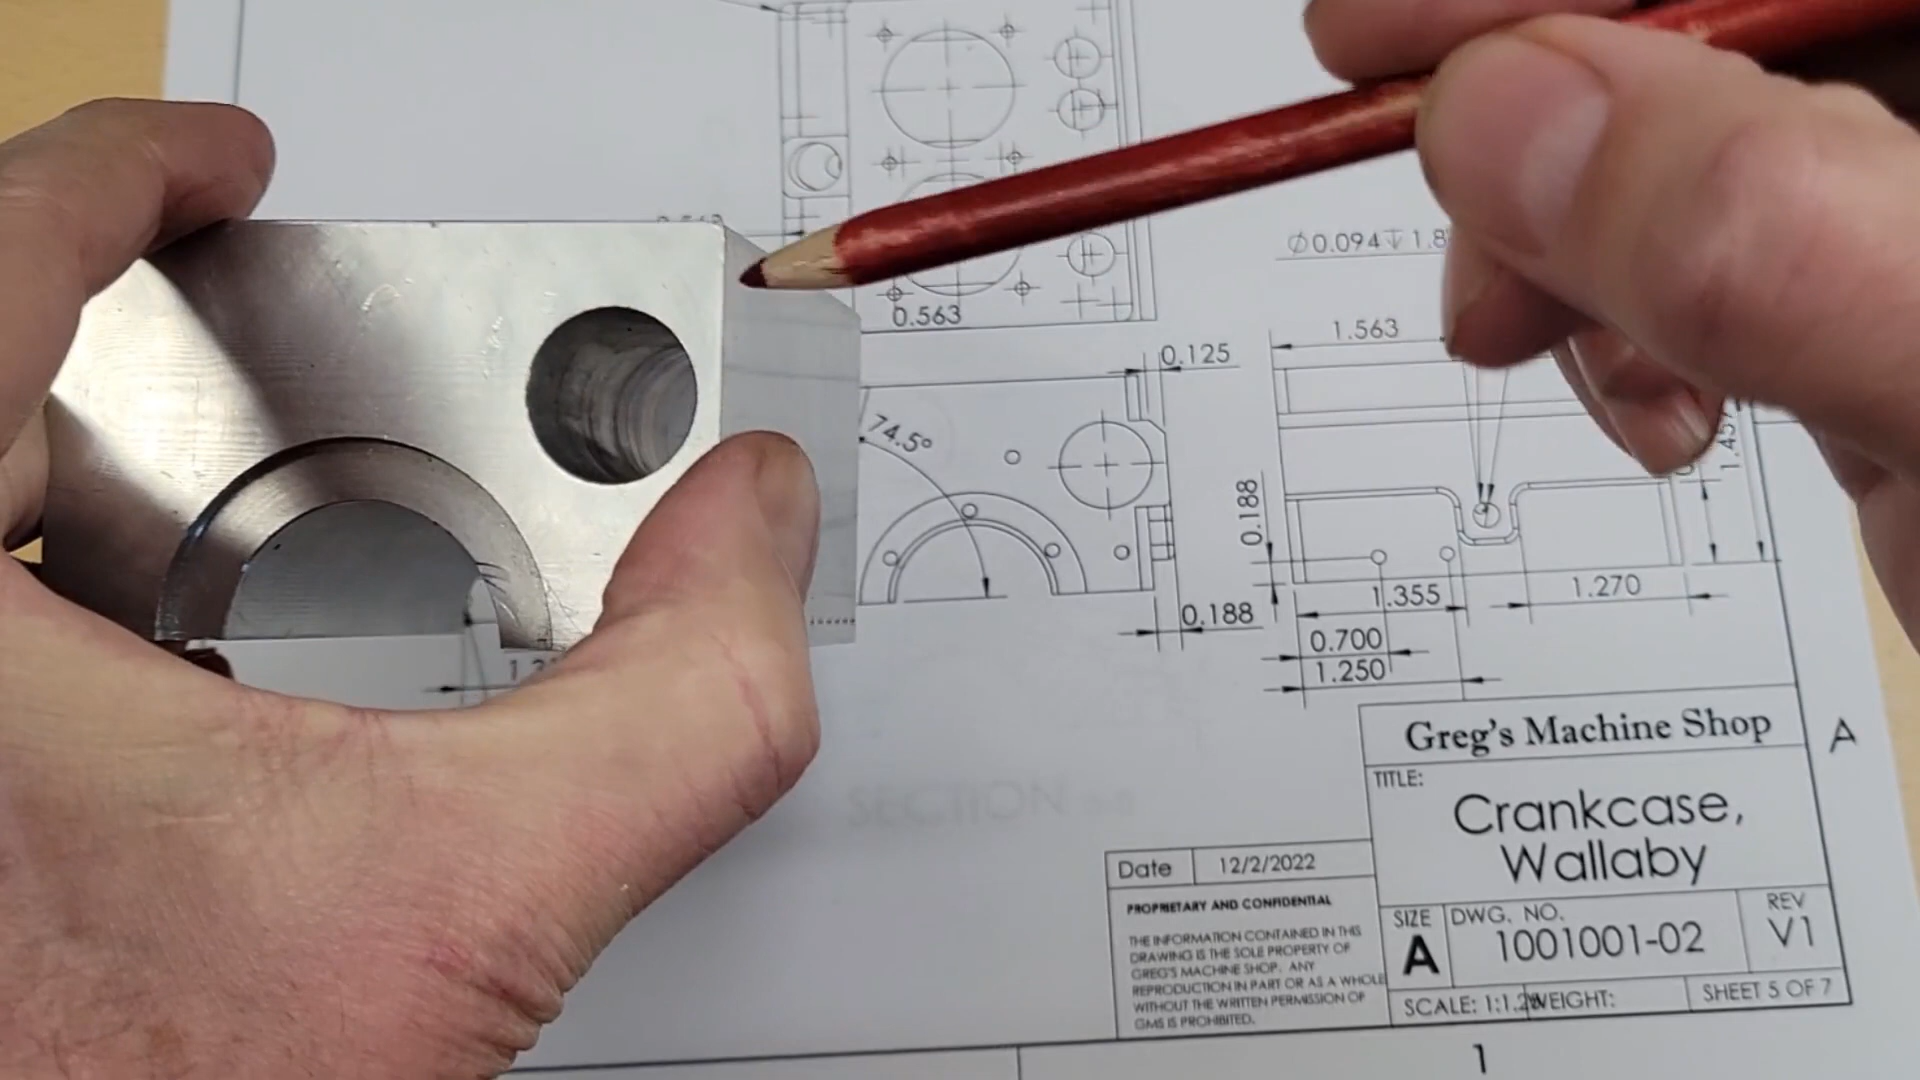 Ø0.094↧ 1.8
0.563
1.563
0.125
74.5°
0.188
0.188
1.355
1.270
0.700
1.250
Greg's Machine Shop
A
TITLE:
Crankcase,
Wallaby
Date 12/2/2022
PROPRIETARY AND CONFIDENTIAL
THE INFORMATION CONTAINED IN THIS
DRAWING IS THE SOLE PROPERTY OF
GREG'S MACHINE SHOP. ANY
REPRODUCTION IN PART OR AS A WHOLE
WITHOUT THE WRITTEN PERMISSION OF
GMS IS PROHIBITED.
SIZE DWG. NO. REV
A 1001001-02 V1
SCALE: 1:1.2 WEIGHT: SHEET 5 OF 7
1
SECTION